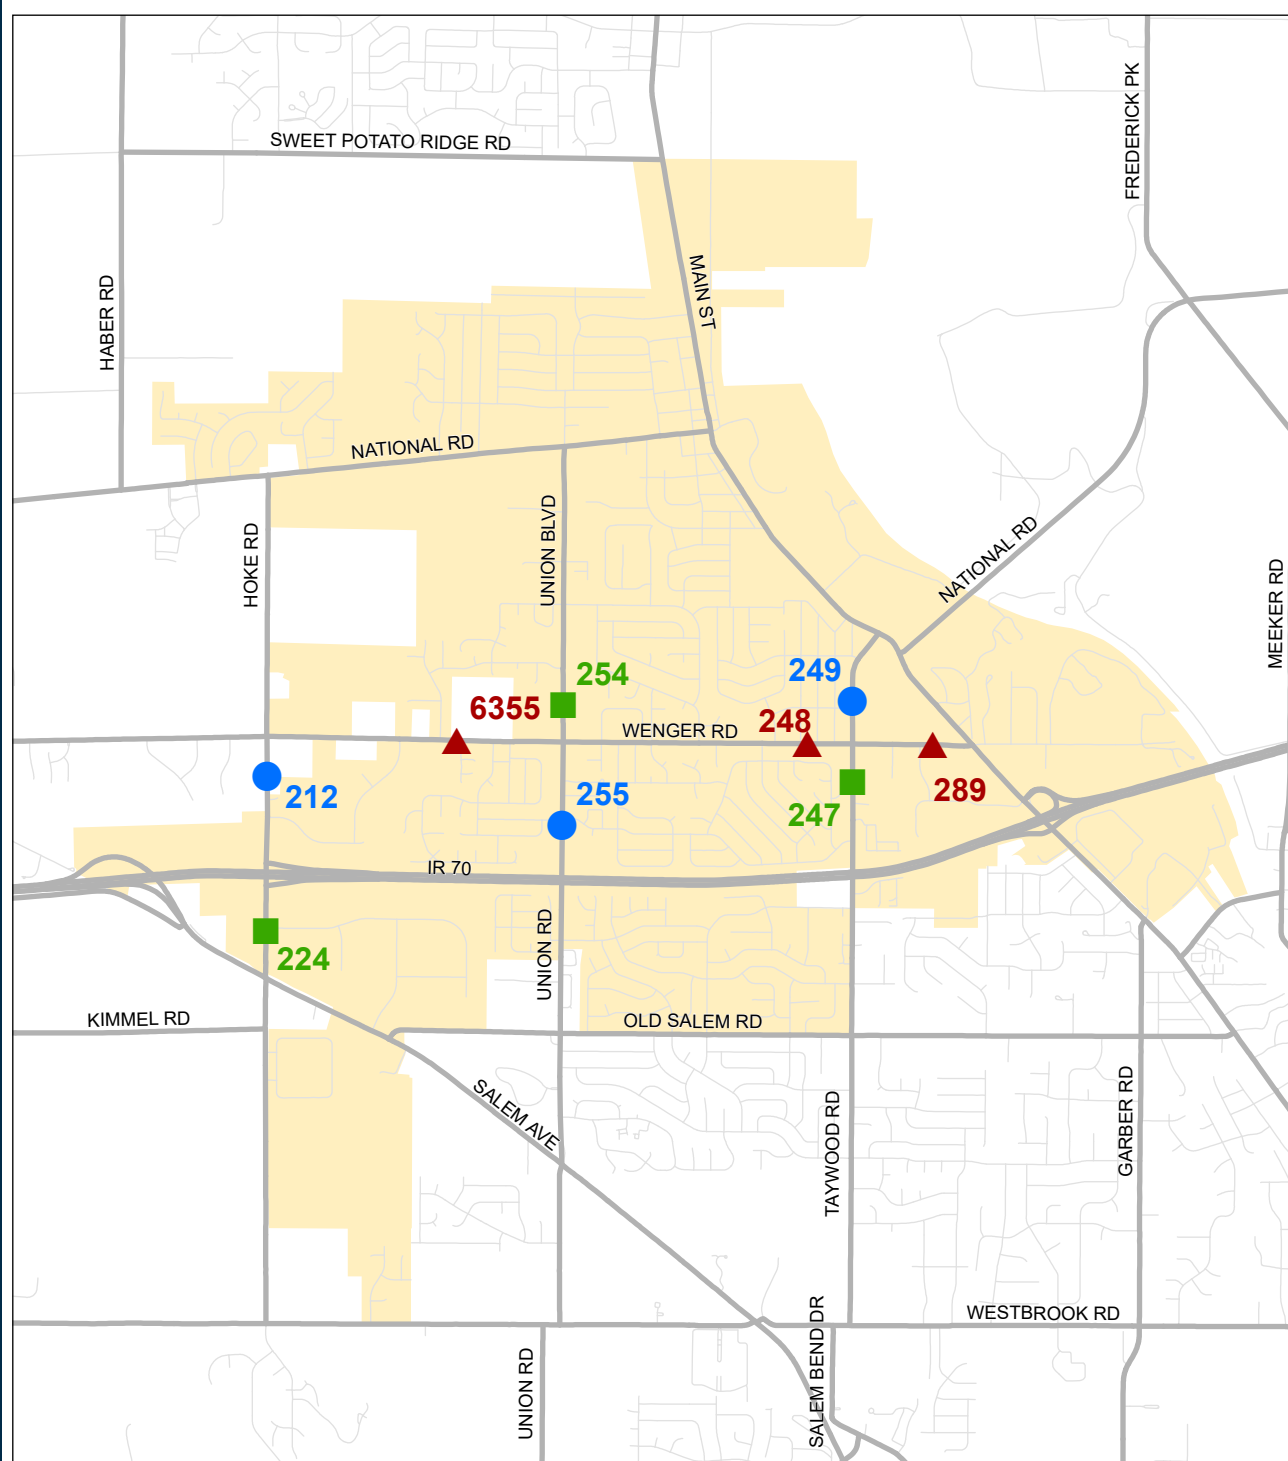 FREDERICK PK
SWEET POTATO RIDGE RD
MAIN ST
HABER RD
NATIONAL RD
UNION BLVD
HOKE RD
NATIONAL RD
MEEKER RD
254
249
6355
248
WENGER RD
212
255
289
247
IR 70
224
UNION RD
KIMMEL RD
OLD SALEM RD
SALEM AVE
TAYWOOD RD
GARBER RD
WESTBROOK RD
SALEM BEND DR
UNION RD